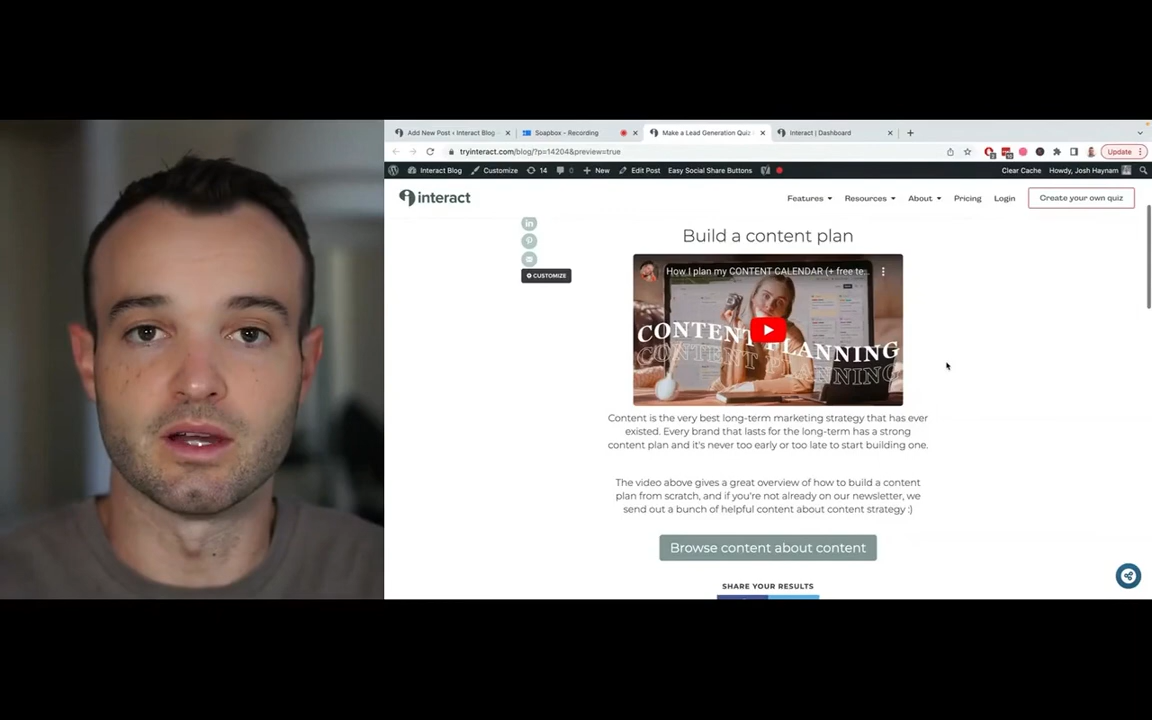 Add New Post ‹ Interact Blog
Soapbox - Recording
Make a Lead Generation Quiz
Interact | Dashboard
tryinteract.com/blog/?p=14204&preview=true
Update
Interact Blog
Customize
14
0
New
Edit Post
Easy Social Share Buttons
Clear Cache
Howdy, Josh Haynam
interact
Features
Resources
About
Pricing
Login
Create your own quiz
Build a content plan
in
CUSTOMIZE
How I plan my CONTENT CALENDAR (+ free te...
CONTENT PLANNING
CONTENT PLANNING
Content is the very best long-term marketing strategy that has ever
existed. Every brand that lasts for the long-term has a strong
content plan and it's never too early or too late to start building one.
The video above gives a great overview of how to build a content
plan from scratch, and if you're not already on our newsletter, we
send out a bunch of helpful content about content strategy :)
Browse content about content
SHARE YOUR RESULTS